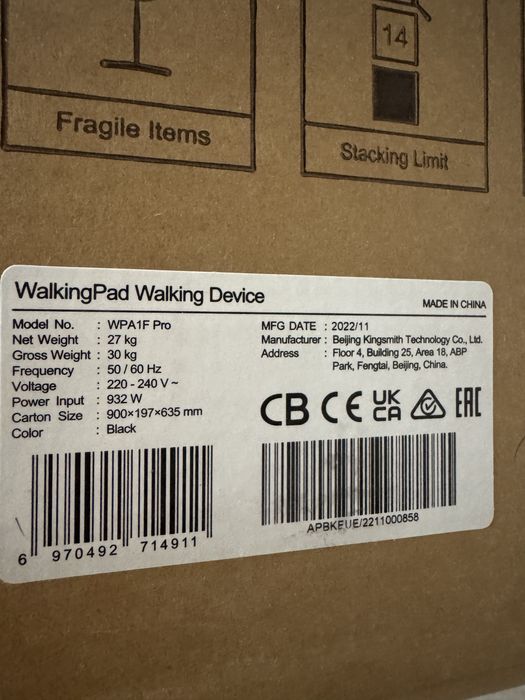 14
Fragile Items
Stacking Limit
WalkingPad Walking Device
MADE IN CHINA
Model No. : WPA1F Pro
Net Weight : 27 kg
Gross Weight : 30 kg
Frequency : 50 / 60 Hz
Voltage : 220 - 240 V ~
Power Input : 932 W
Carton Size : 900×197×635 mm
Color : Black
MFG DATE : 2022/11
Manufacturer : Beijing Kingsmith Technology Co., Ltd.
Address : Floor 4, Building 25, Area 18, ABP
Park, Fengtai, Beijing, China.
CB CE UK
CA EAC
6 970492 714911
APBKEUE/2211000858